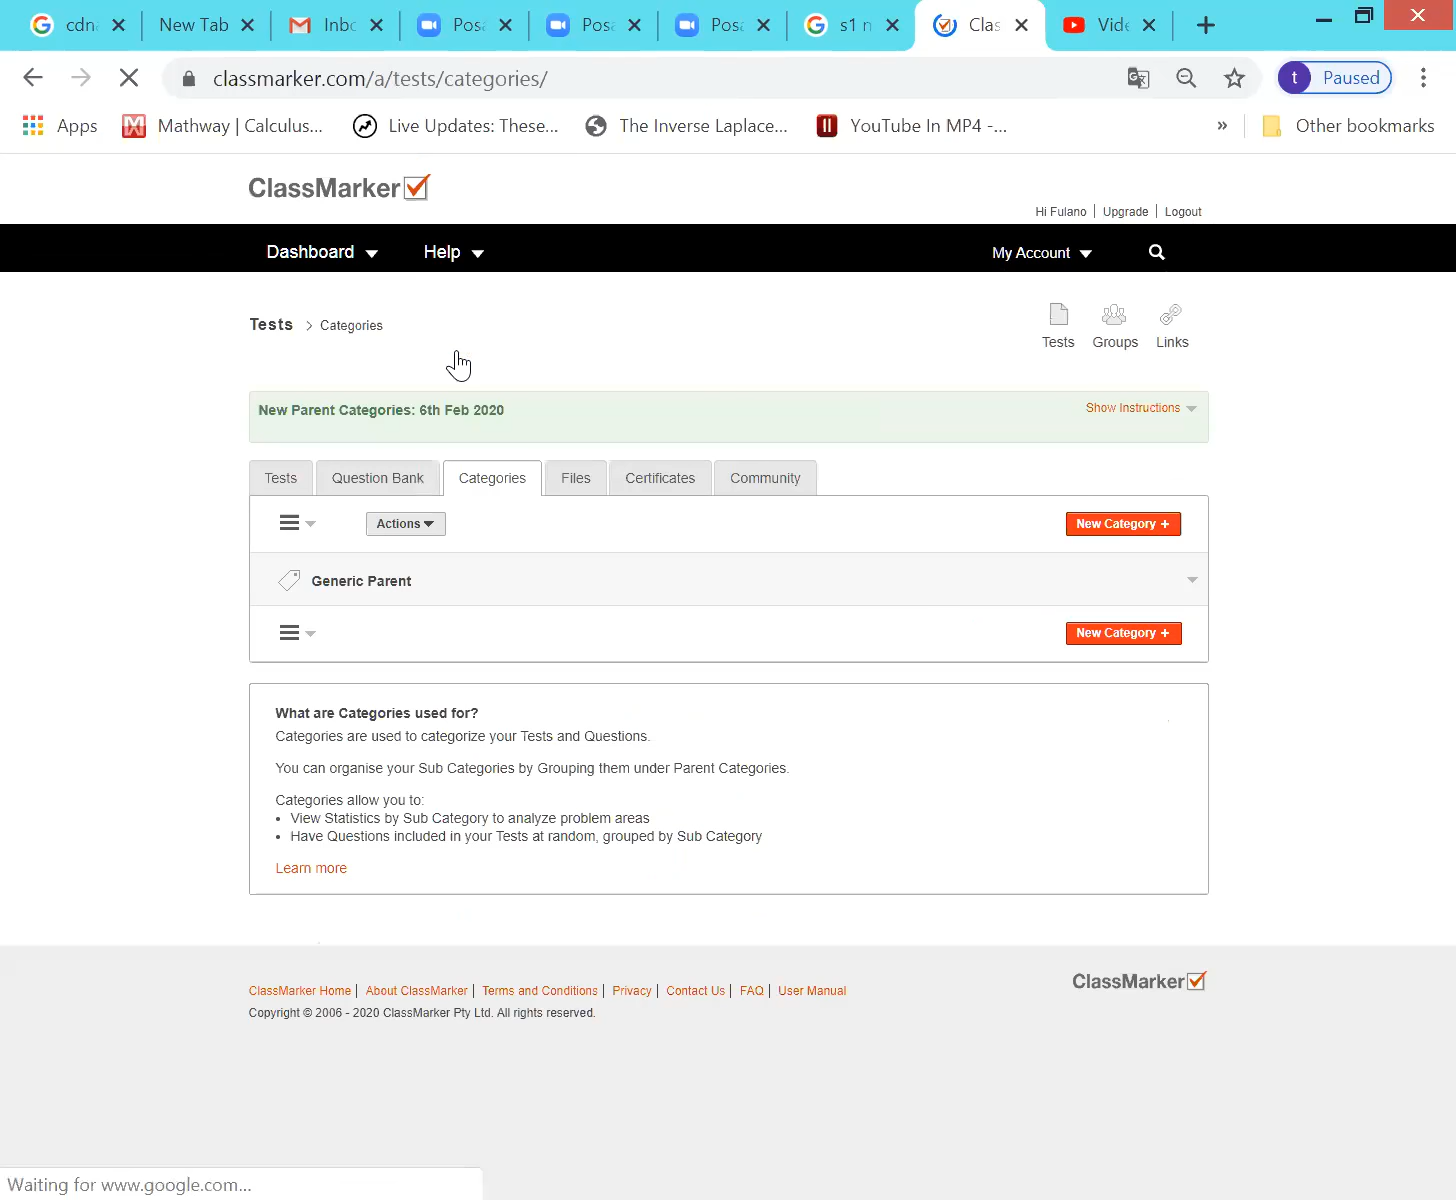 cdn New Tab Inbo Posa Posa Posa s1 n Clas Vide
classmarker.com/a/tests/categories/ t Paused
Apps Mathway | Calculus... Live Updates: These... The Inverse Laplace... YouTube In MP4 -... » Other bookmarks
ClassMarker
Hi Fulano | Upgrade | Logout
Dashboard Help My Account
Tests > Categories
Tests Groups Links
New Parent Categories: 6th Feb 2020 Show Instructions
Tests Question Bank Categories Files Certificates Community
Actions New Category +
Generic Parent
New Category +
What are Categories used for?
Categories are used to categorize your Tests and Questions.
You can organise your Sub Categories by Grouping them under Parent Categories.
Categories allow you to:
• View Statistics by Sub Category to analyze problem areas
• Have Questions included in your Tests at random, grouped by Sub Category
Learn more
ClassMarker Home | About ClassMarker | Terms and Conditions | Privacy | Contact Us | FAQ | User Manual
ClassMarker
Copyright © 2006 - 2020 ClassMarker Pty Ltd. All rights reserved.
Waiting for www.google.com...